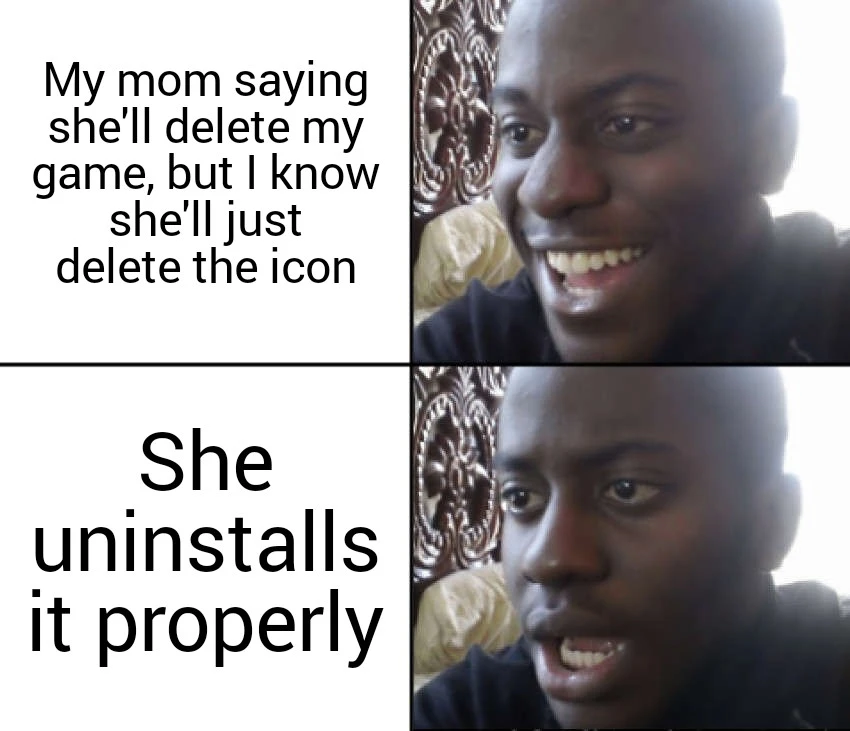 My mom saying
she'll delete my
game, but I know
she'll just
delete the icon
She
uninstalls
it properly